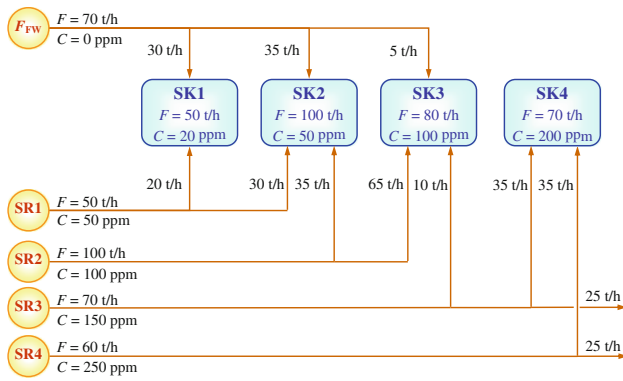 F_FW
F = 70 t/h
C = 0 ppm
30 t/h
35 t/h
5 t/h
SK1
F = 50 t/h
C = 20 ppm
SK2
F = 100 t/h
C = 50 ppm
SK3
F = 80 t/h
C = 100 ppm
SK4
F = 70 t/h
C = 200 ppm
20 t/h
30 t/h
35 t/h
65 t/h
10 t/h
35 t/h
35 t/h
SR1
F = 50 t/h
C = 50 ppm
SR2
F = 100 t/h
C = 100 ppm
SR3
F = 70 t/h
C = 150 ppm
25 t/h
SR4
F = 60 t/h
C = 250 ppm
25 t/h